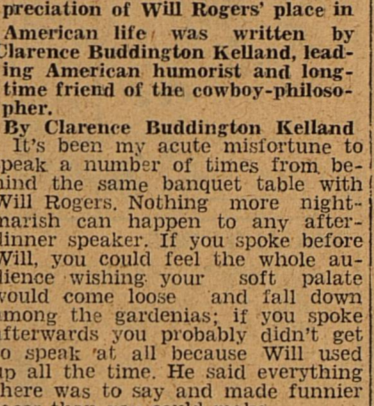 preciation of Will Rogers' place in
American life was written by
Clarence Buddington Kelland, lead-
ing American humorist and long-
time friend of the cowboy-philoso-
pher.
By Clarence Buddington Kelland
It's been my acute misfortune to
peak a number of times from be-
hind the same banquet table with
Will Rogers. Nothing more night-
marish can happen to any after-
dinner speaker. If you spoke before
Will, you could feel the whole au-
dience wishing your soft palate
would come loose and fall down
among the gardenias; if you spoke
afterwards you probably didn't get
to speak at all because Will used
up all the time. He said everything
here was to say and made funnier